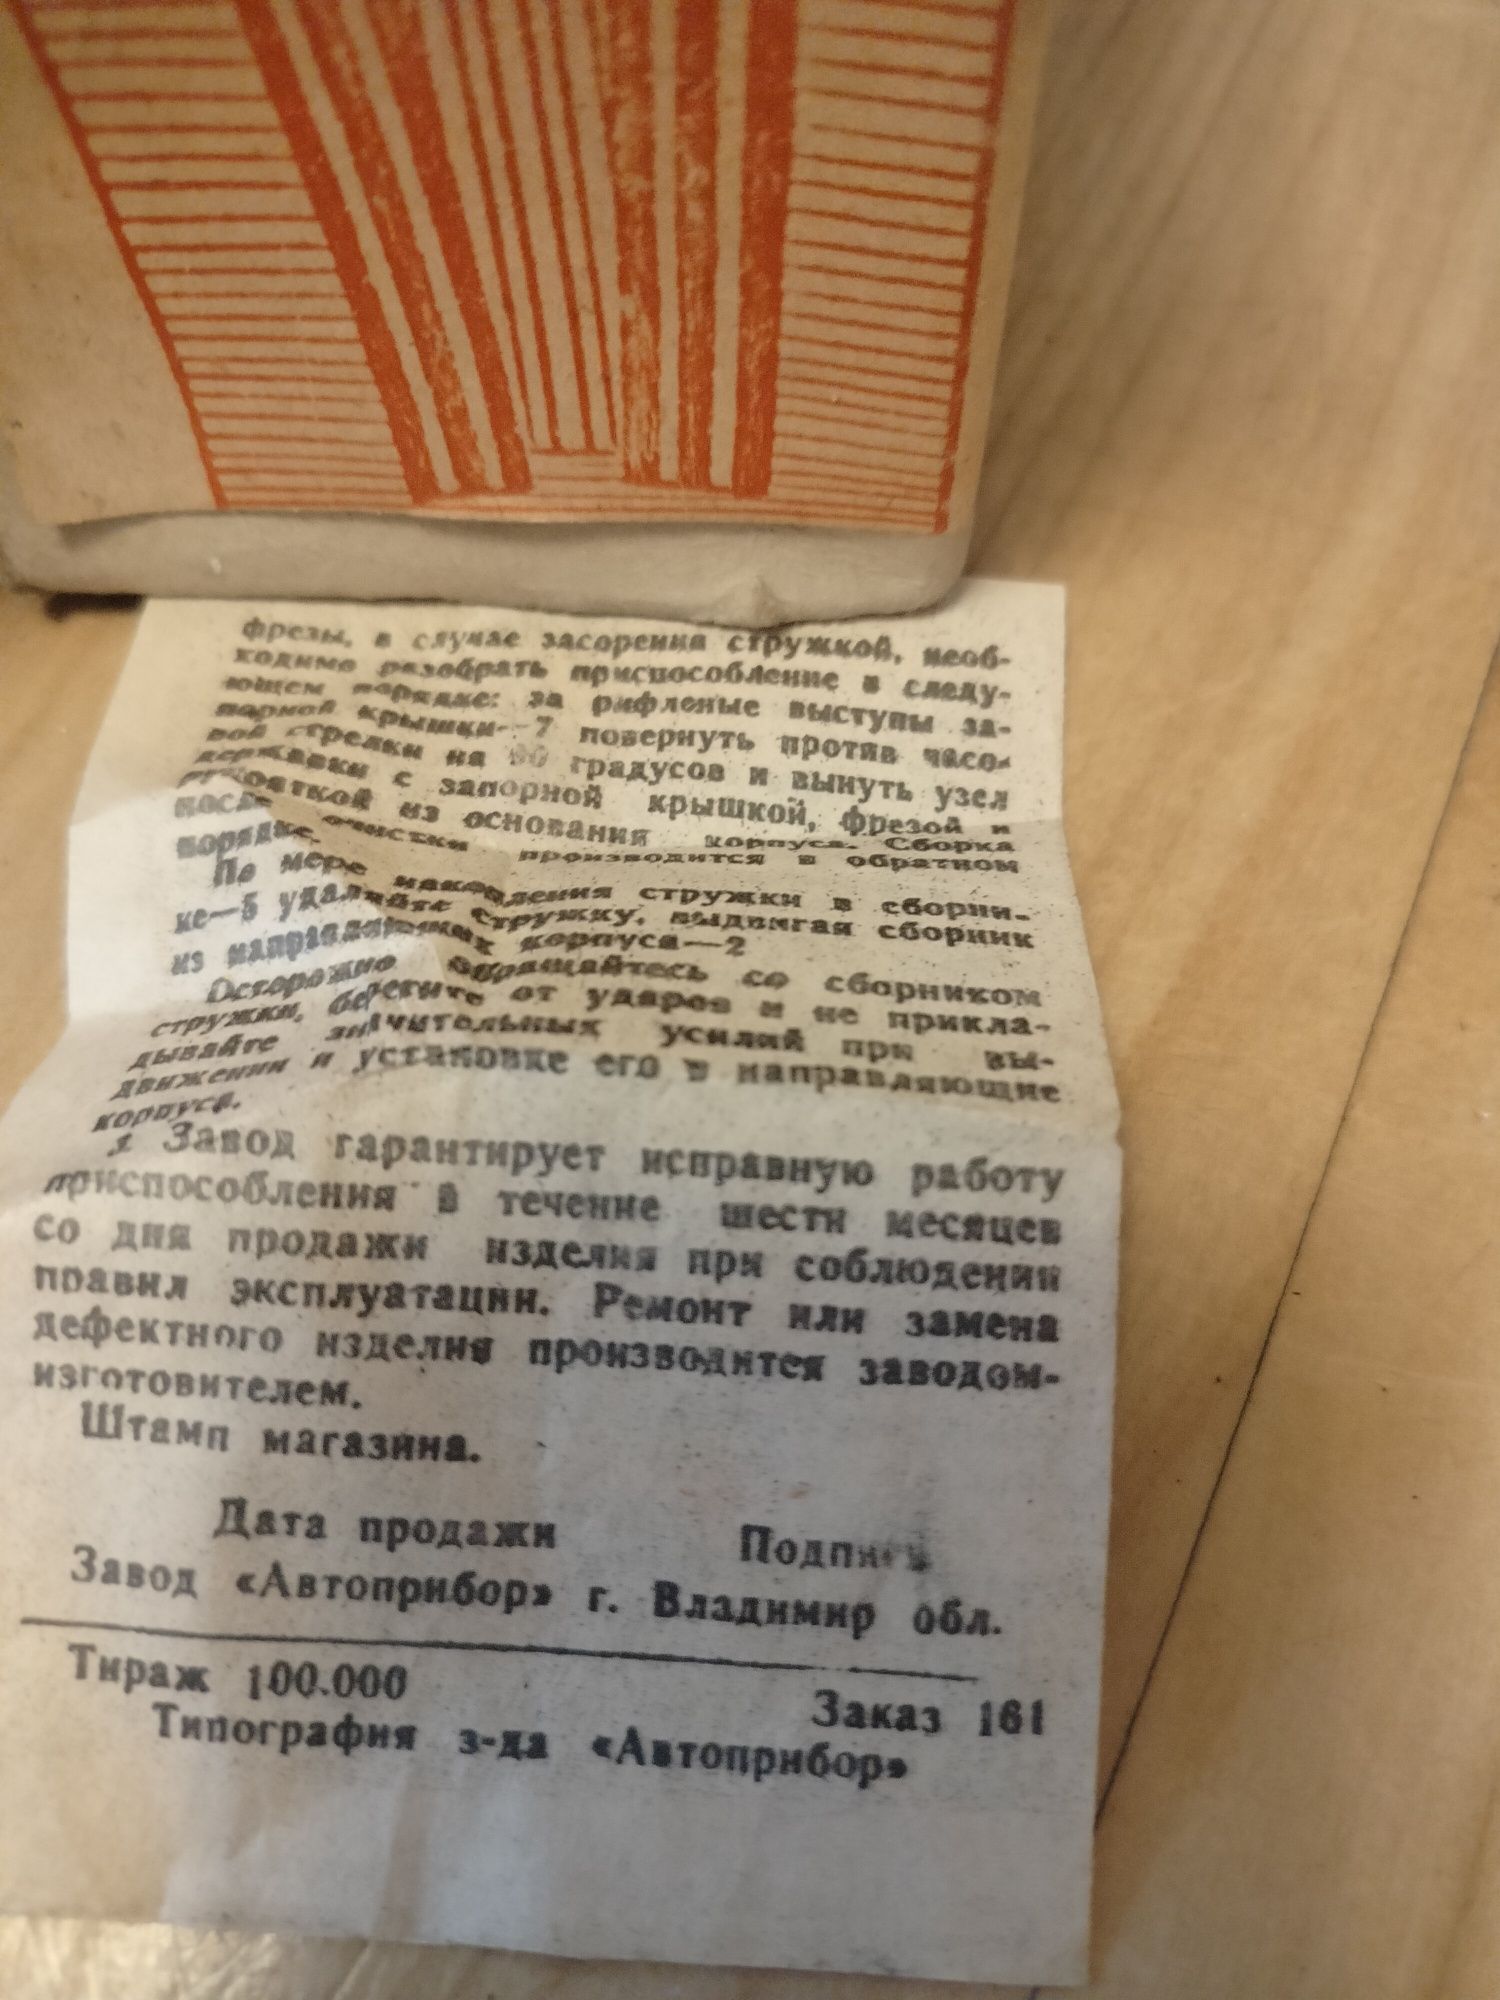 фрезы, в случае засорения стружкой, необ-
ходимо разобрать приспособление в следу-
ющем порядке: за рифленые выступы за-
порной крышки—7 повернуть против часо-
вой стрелки на 90 градусов и вынуть узел
державки с запорной крышкой, фрезой и
рукояткой из основания корпуса. Сборка
после очистки производится в обратном
порядке.
По мере накопления стружки в сборни-
ке—5 удаляйте стружку, выдвигая сборник
из направляющих корпуса—2
Осторожно обращайтесь со сборником
стружки, берегите от ударов и не прикла-
дывайте значительных усилий при вы-
движении и установке его в направляющие
корпуса.
Завод гарантирует исправную работу
приспособления в течение шести месяцев
со дня продажи изделия при соблюдении
правил эксплуатации. Ремонт или замена
дефектного изделия производится заводом-
изготовителем.
Штамп магазина.
Дата продажи Подпись
Завод «Автоприбор» г. Владимир обл.
Тираж 100.000 Заказ 161
Типография з-да «Автоприбор»